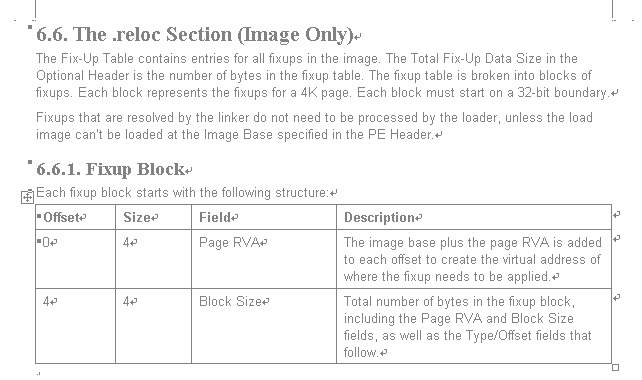 6.6. The .reloc Section (Image Only)
The Fix-Up Table contains entries for all fixups in the image. The Total Fix-Up Data Size in the
Optional Header is the number of bytes in the fixup table. The fixup table is broken into blocks of
fixups. Each block represents the fixups for a 4K page. Each block must start on a 32-bit boundary.
Fixups that are resolved by the linker do not need to be processed by the loader, unless the load
image can't be loaded at the Image Base specified in the PE Header.
6.6.1. Fixup Block
Each fixup block starts with the following structure:
Offset Size Field Description
0 4 Page RVA The image base plus the page RVA is added
to each offset to create the virtual address of
where the fixup needs to be applied.
4 4 Block Size Total number of bytes in the fixup block,
including the Page RVA and Block Size
fields, as well as the Type/Offset fields that
follow.